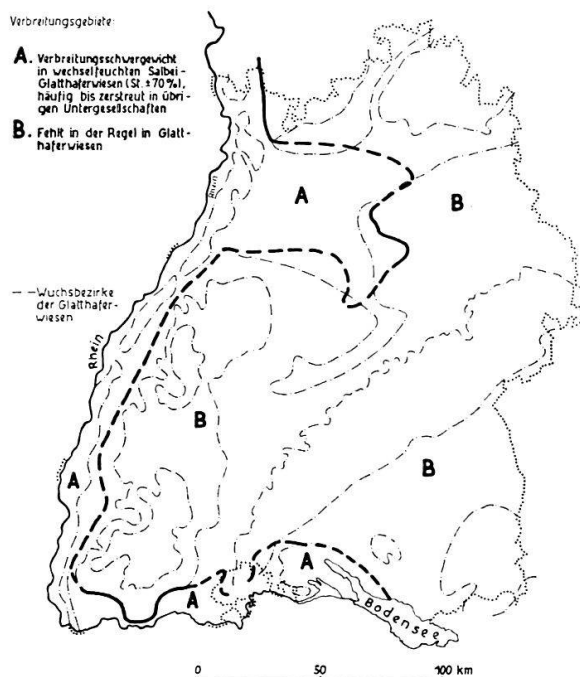 Verbreitungsgebiete:
A. Verbreitungsschwergewicht
in wechselfeuchten Salbei-
Glatthaferwiesen (St. ±70%),
häufig bis zerstreut in übri-
gen Untergesellschaften
B. Fehlt in der Regel in Glatt-
haferwiesen
A
B
Wuchsbezirke
der Glatthafer-
wiesen
Rhein
B
A
B
A
A
Bodensee
0 50 100 km